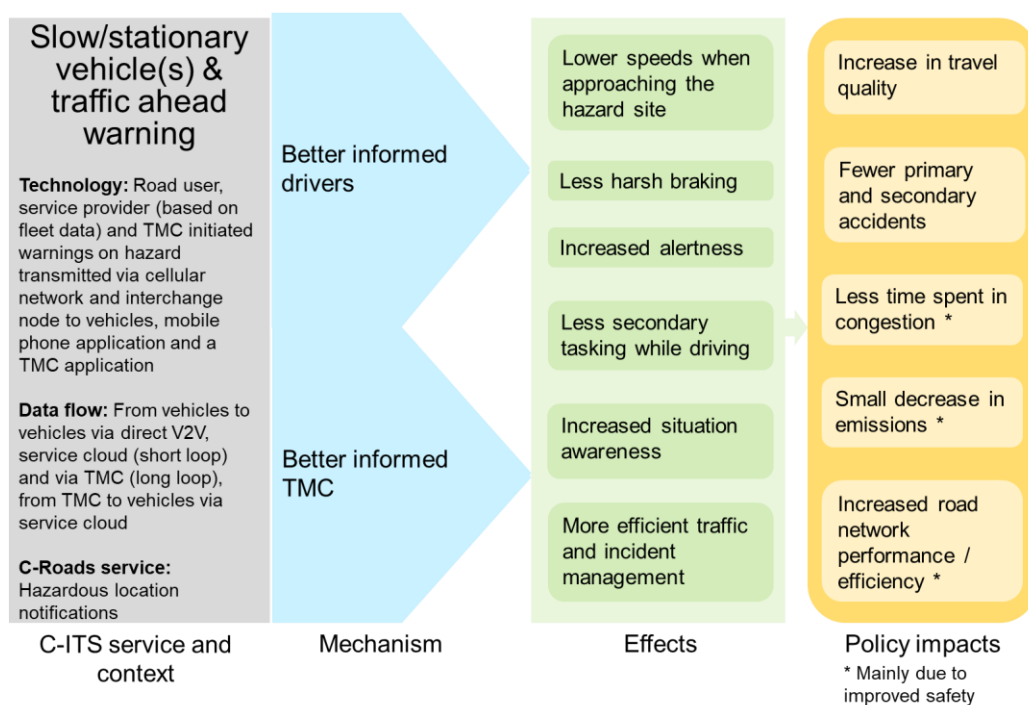 Slow/stationary
vehicle(s) &
traffic ahead
warning
Technology: Road user,
service provider (based on
fleet data) and TMC initiated
warnings on hazard
transmitted via cellular
network and interchange
node to vehicles, mobile
phone application and a
TMC application
Data flow: From vehicles to
vehicles via direct V2V,
service cloud (short loop)
and via TMC (long loop),
from TMC to vehicles via
service cloud
C-Roads service:
Hazardous location
notifications
C-ITS service and
context
Better informed
drivers
Better informed
TMC
Mechanism
Lower speeds when
approaching the
hazard site
Less harsh braking
Increased alertness
Less secondary
tasking while driving
Increased situation
awareness
More efficient traffic
and incident
management
Effects
Increase in travel
quality
Fewer primary
and secondary
accidents
Less time spent in
congestion *
Small decrease in
emissions *
Increased road
network
performance /
efficiency *
Policy impacts
* Mainly due to
improved safety